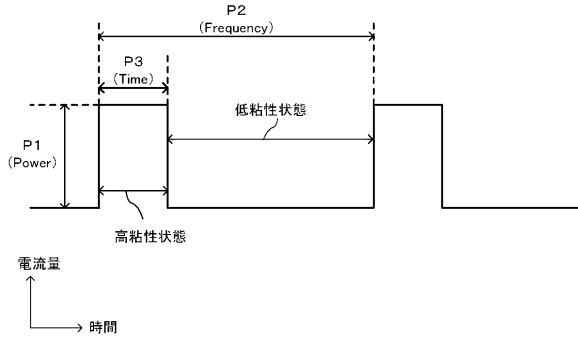 P2
(Frequency)
P3
(Time)
P1
(Power)
低粘性状態
高粘性状態
電流量
時間